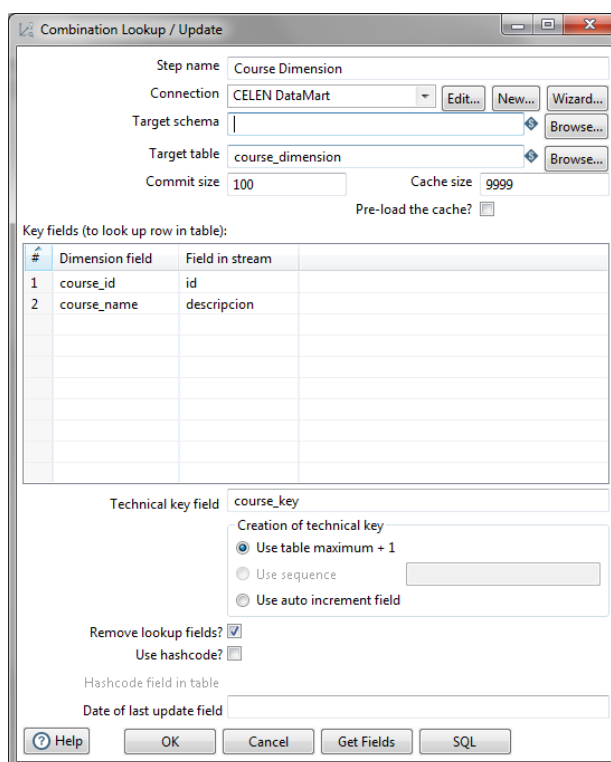 Combination Lookup / Update
Step name Course Dimension
Connection CELEN DataMart Edit... New... Wizard...
Target schema Browse...
Target table course_dimension Browse...
Commit size 100 Cache size 9999
Pre-load the cache?
Key fields (to look up row in table):
# Dimension field Field in stream
1 course_id id
2 course_name descripcion
Technical key field course_key
Creation of technical key
Use table maximum + 1
Use sequence
Use auto increment field
Remove lookup fields?
Use hashcode?
Hashcode field in table
Date of last update field
Help OK Cancel Get Fields SQL